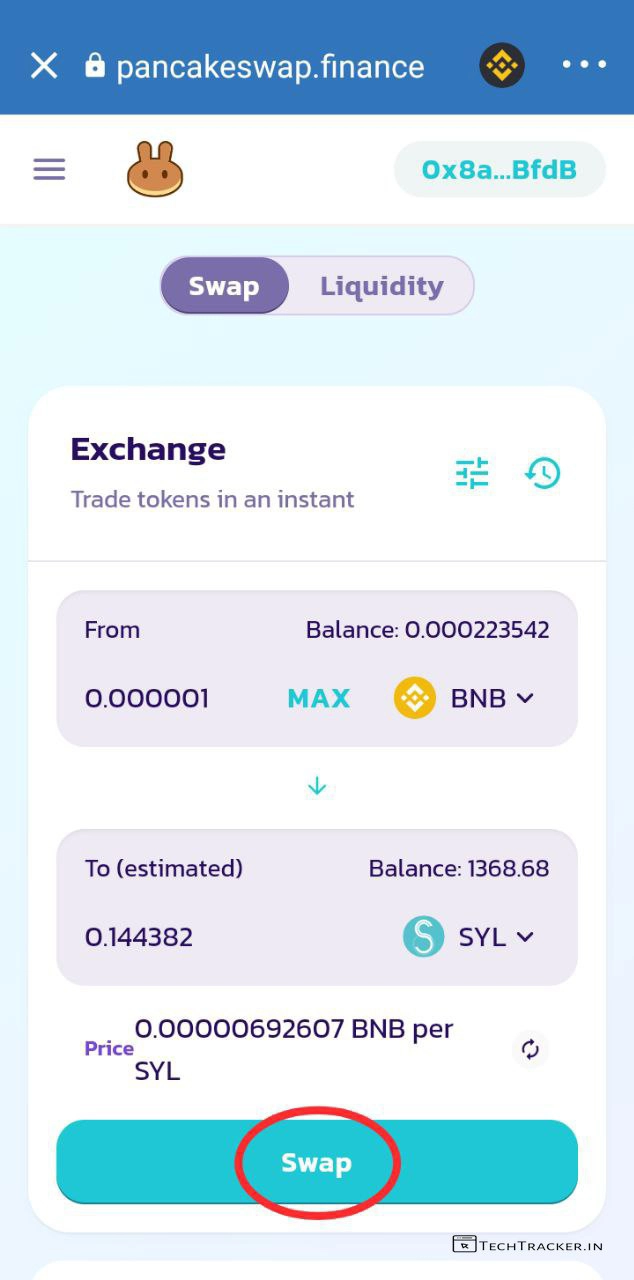 pancakeswap.finance
0x8a...BfdB
Swap Liquidity
Exchange
Trade tokens in an instant
From Balance: 0.000223542
0.000001 MAX BNB
To (estimated) Balance: 1368.68
0.144382 SYL
Price 0.00000692607 BNB per
SYL
Swap
TECHTRACKER.IN